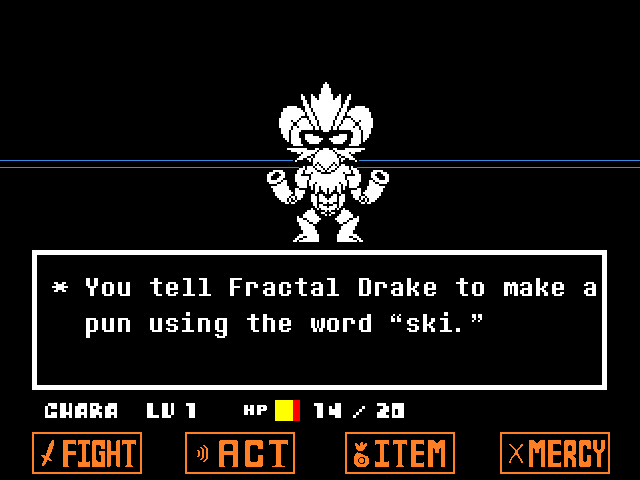 * You tell Fractal Drake to make a
pun using the word “ski.”
CHARA LV 1 HP 14 / 20
FIGHT ACT ITEM MERCY